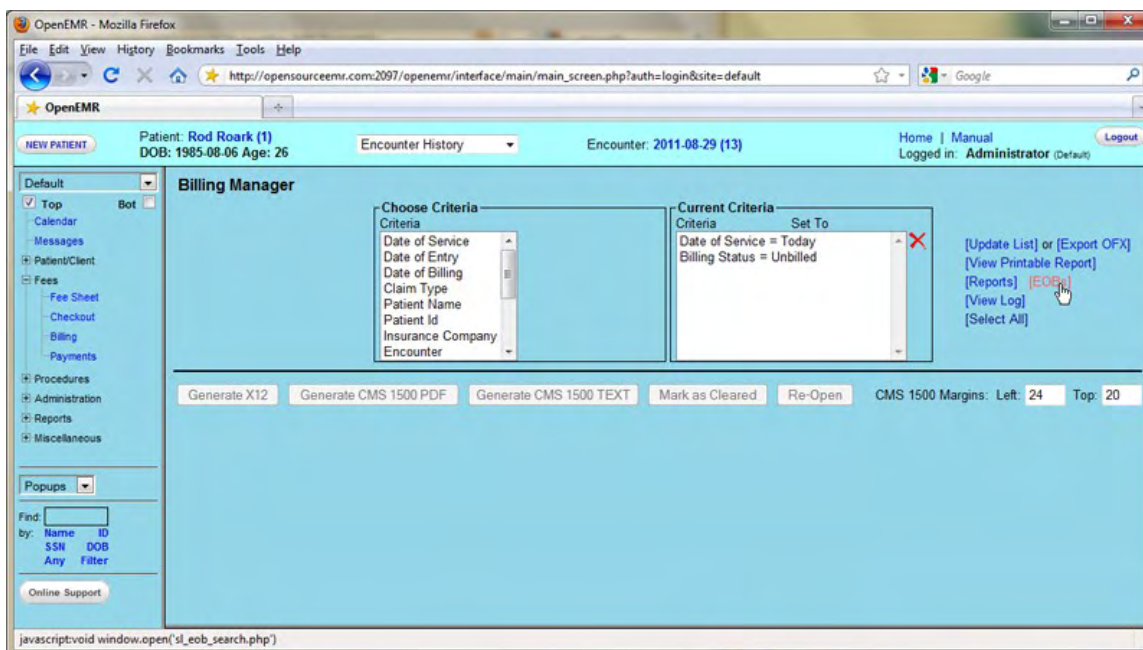 OpenEMR - Mozilla Firefox
File Edit View History Bookmarks Tools Help
http://opensourceemr.com:2097/openemr/interface/main/main_screen.php?auth=login&site=default
Google
OpenEMR
NEW PATIENT
Patient: Rod Roark (1)
DOB: 1985-08-06 Age: 26
Encounter History
Encounter: 2011-08-29 (13)
Home | Manual
Logged in: Administrator (Default)
Logout
Default
Top Bot
Calendar
Messages
Patient/Client
Fees
Fee Sheet
Checkout
Billing
Payments
Procedures
Administration
Reports
Miscellaneous
Popups
Find:
by: Name ID
SSN DOB
Any Filter
Online Support
Billing Manager
Choose Criteria
Criteria
Date of Service
Date of Entry
Date of Billing
Claim Type
Patient Name
Patient Id
Insurance Company
Encounter
Current Criteria
Criteria Set To
Date of Service = Today
Billing Status = Unbilled
[Update List] or [Export OFX]
[View Printable Report]
[Reports] [EOBs]
[View Log]
[Select All]
Generate X12 Generate CMS 1500 PDF Generate CMS 1500 TEXT Mark as Cleared Re-Open CMS 1500 Margins: Left: 24 Top: 20
javascript:void window.open('sl_eob_search.php')